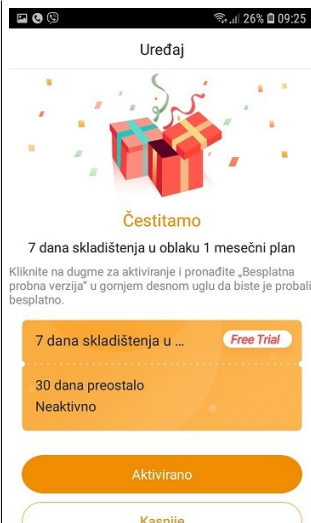 26% 09:25
Uređaj
Čestitamo
7 dana skladištenja u oblaku 1 mesečni plan
Kliknite na dugme za aktiviranje i pronađite „Besplatna
probna verzija" u gornjem desnom uglu da biste je probali
besplatno.
7 dana skladištenja u ... Free Trial
30 dana preostalo
Neaktivno
Aktivirano
Kasnije